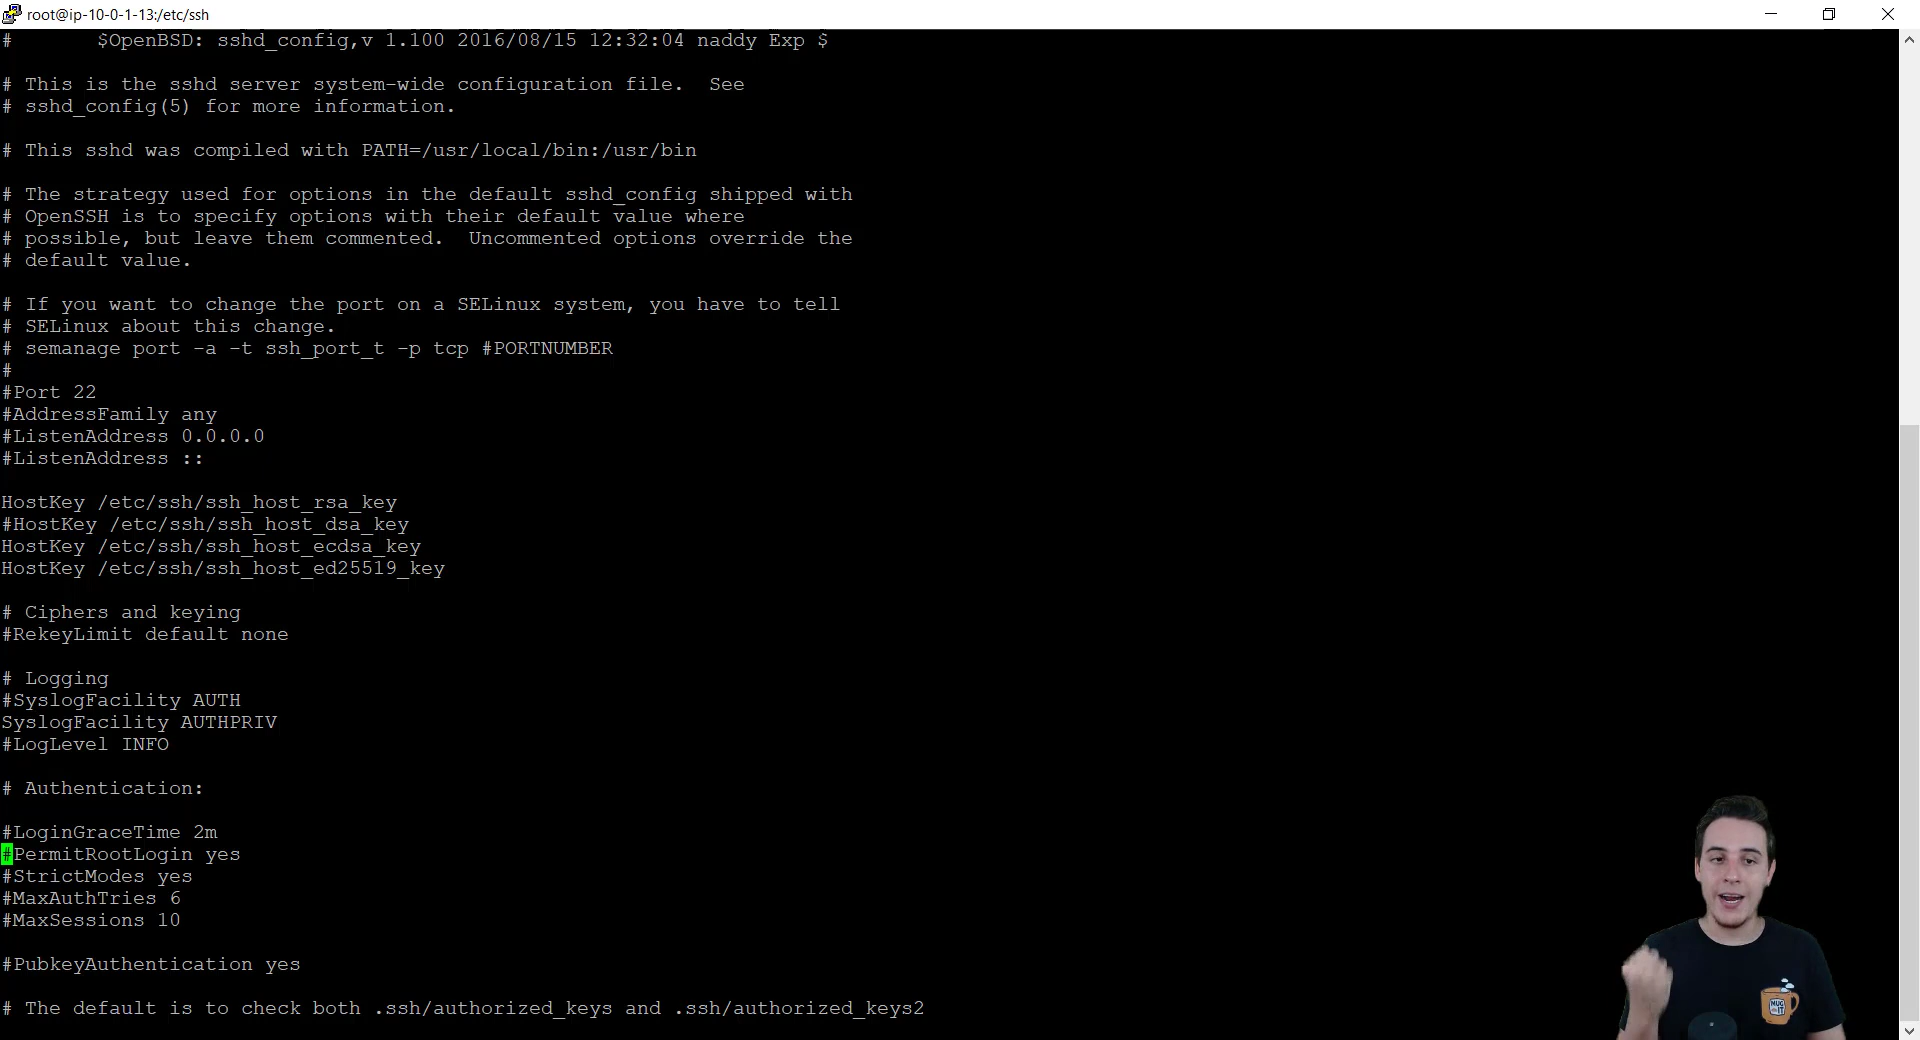 root@ip-10-0-1-13:/etc/ssh
#       $OpenBSD: sshd_config,v 1.100 2016/08/15 12:32:04 naddy Exp $
# This is the sshd server system-wide configuration file.  See
# sshd_config(5) for more information.
# This sshd was compiled with PATH=/usr/local/bin:/usr/bin
# The strategy used for options in the default sshd_config shipped with
# OpenSSH is to specify options with their default value where
# possible, but leave them commented.  Uncommented options override the
# default value.
# If you want to change the port on a SELinux system, you have to tell
# SELinux about this change.
# semanage port -a -t ssh_port_t -p tcp #PORTNUMBER
#
#Port 22
#AddressFamily any
#ListenAddress 0.0.0.0
#ListenAddress ::
HostKey /etc/ssh/ssh_host_rsa_key
#HostKey /etc/ssh/ssh_host_dsa_key
HostKey /etc/ssh/ssh_host_ecdsa_key
HostKey /etc/ssh/ssh_host_ed25519_key
# Ciphers and keying
#RekeyLimit default none
# Logging
#SyslogFacility AUTH
SyslogFacility AUTHPRIV
#LogLevel INFO
# Authentication:
#LoginGraceTime 2m
#PermitRootLogin yes
#StrictModes yes
#MaxAuthTries 6
#MaxSessions 10
#PubkeyAuthentication yes
# The default is to check both .ssh/authorized_keys and .ssh/authorized_keys2
MUG
IT